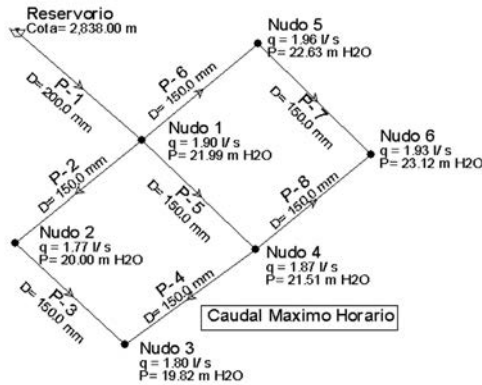 Reservorio
Cota= 2,838.00 m
P-1
D= 200.0 mm
Nudo 5
q = 1.96 l/s
P = 22.63 m H2O
P-6
D= 150.0 mm
P-7
D= 150.0 mm
Nudo 1
q = 1.90 l/s
P = 21.99 m H2O
Nudo 6
q = 1.93 l/s
P = 23.12 m H2O
P-2
D= 150.0 mm
P-5
D= 150.0 mm
P-8
D= 150.0 mm
Nudo 2
q = 1.77 l/s
P = 20.00 m H2O
Nudo 4
q = 1.87 l/s
P = 21.51 m H2O
P-3
D= 150.0 mm
P-4
D= 150.0 mm
Caudal Maximo Horario
Nudo 3
q = 1.80 l/s
P = 19.82 m H2O